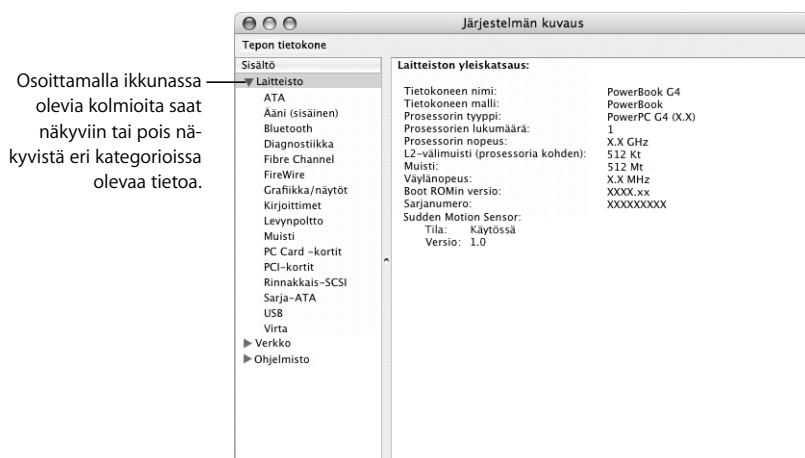 Järjestelmän kuvaus
Tepon tietokone
Sisältö
Laitteisto
ATA
Ääni (sisäinen)
Bluetooth
Diagnostiikka
Fibre Channel
FireWire
Grafiikka/näytöt
Kirjoittimet
Levynpoltto
Muisti
PC Card -kortit
PCI-kortit
Rinnakkais-SCSI
Sarja-ATA
USB
Virta
Verkko
Ohjelmisto
Osoittamalla ikkunassa
olevia kolmioita saat
näkyviin tai pois nä-
kyvistä eri kategorioissa
olevaa tietoa.
Laitteiston yleiskatsaus:
Tietokoneen nimi: PowerBook G4
Tietokoneen malli: PowerBook
Prosessorin tyyppi: PowerPC G4 (X.X)
Prosessorien lukumäärä: 1
Prosessorin nopeus: X.X GHz
L2-välimuisti (prosessoria kohden): 512 Kt
Muisti: 512 Mt
Väylänopeus: X.X MHz
Boot ROMin versio: XXXX.xx
Sarjanumero: XXXXXXXXX
Sudden Motion Sensor:
Tila: Käytössä
Versio: 1.0